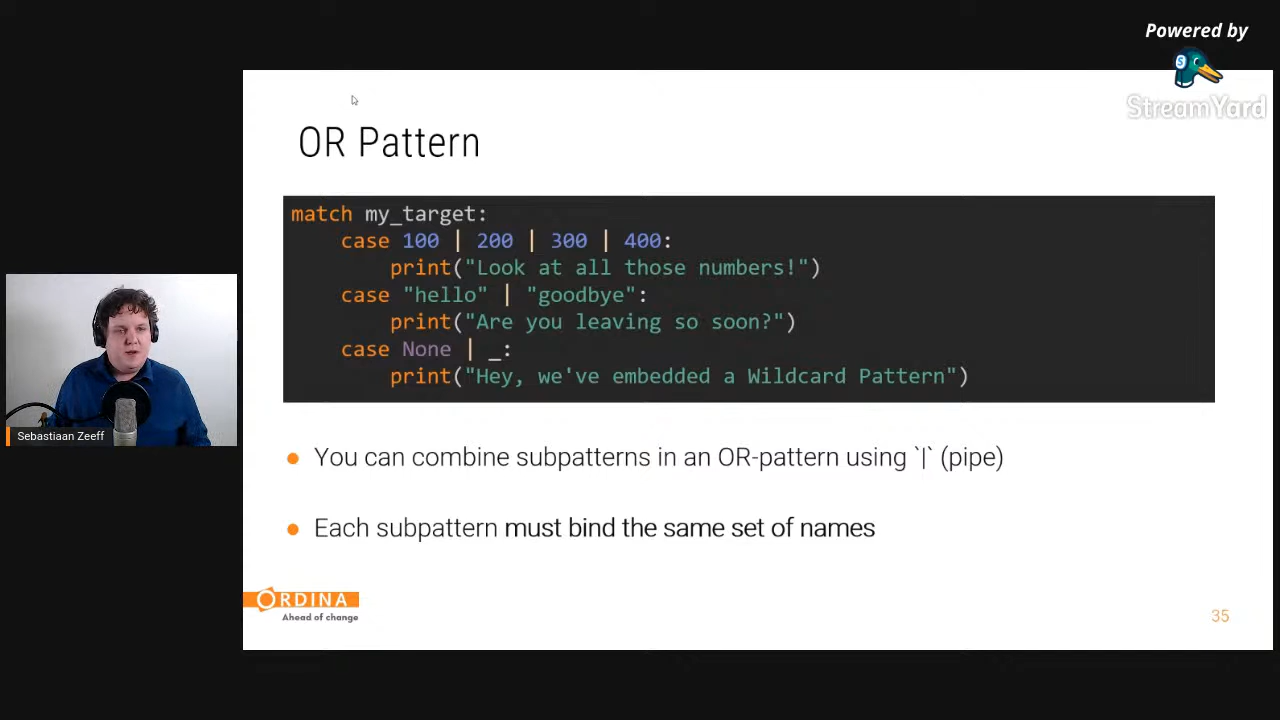 Powered by
StreamYard
OR Pattern
match my_target:
    case 100 | 200 | 300 | 400:
        print("Look at all those numbers!")
    case "hello" | "goodbye":
        print("Are you leaving so soon?")
    case None | _:
        print("Hey, we've embedded a Wildcard Pattern")
Sebastiaan Zeeff
● You can combine subpatterns in an OR-pattern using `|` (pipe)
● Each subpattern must bind the same set of names
ORDINA
Ahead of change
35